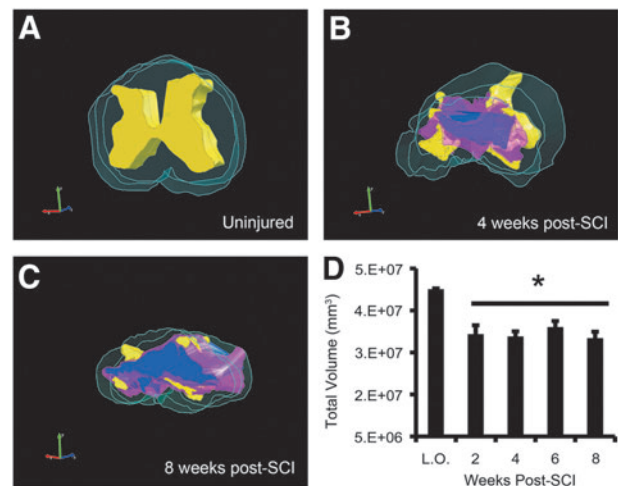 A
Uninjured
B
4 weeks post-SCI
C
8 weeks post-SCI
D
Total Volume (mm³)
5.E+07
4.E+07
3.E+07
2.E+07
5.E+06
*
L.O. 2 4 6 8
Weeks Post-SCI